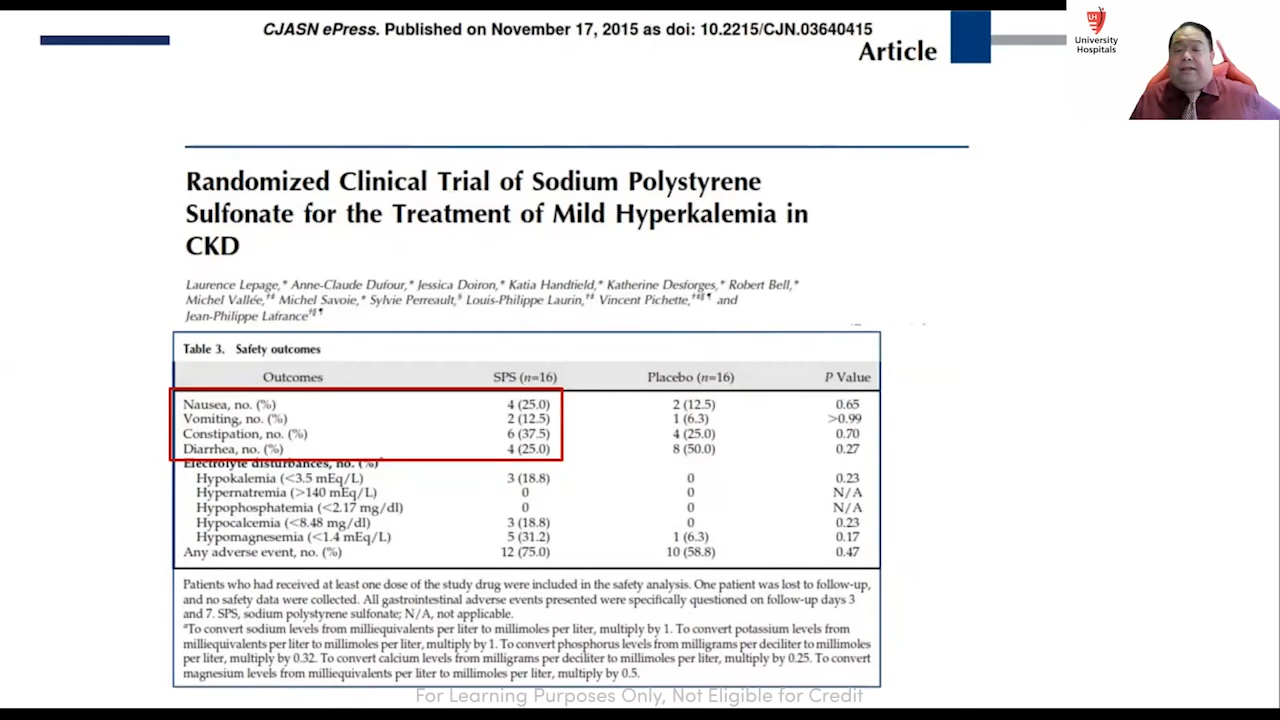 CJASN ePress. Published on November 17, 2015 as doi: 10.2215/CJN.03640415
Article
University
Hospitals
Randomized Clinical Trial of Sodium Polystyrene
Sulfonate for the Treatment of Mild Hyperkalemia in
CKD
Laurence Lepage,* Anne-Claude Dufour,* Jessica Doiron,* Katia Handfield,* Katherine Desforges,* Robert Bell,*
Michel Vallée,†‡ Michel Savoie,* Sylvie Perreault,§ Louis-Philippe Laurin,†‡ Vincent Pichette,†‡∥¶ and
Jean-Philippe Lafrance†∥¶
Table 3. Safety outcomes
Outcomes SPS (n=16) Placebo (n=16) P Value
Nausea, no. (%) 4 (25.0) 2 (12.5) 0.65
Vomiting, no. (%) 2 (12.5) 1 (6.3) >0.99
Constipation, no. (%) 6 (37.5) 4 (25.0) 0.70
Diarrhea, no. (%) 4 (25.0) 8 (50.0) 0.27
Electrolyte disturbances, no. (%)
Hypokalemia (<3.5 mEq/L) 3 (18.8) 0 0.23
Hypernatremia (>140 mEq/L) 0 0 N/A
Hypophosphatemia (<2.17 mg/dl) 0 0 N/A
Hypocalcemia (<8.48 mg/dl) 3 (18.8) 0 0.23
Hypomagnesemia (<1.4 mEq/L) 5 (31.2) 1 (6.3) 0.17
Any adverse event, no. (%) 12 (75.0) 10 (58.8) 0.47
Patients who had received at least one dose of the study drug were included in the safety analysis. One patient was lost to follow-up,
and no safety data were collected. All gastrointestinal adverse events presented were specifically questioned on follow-up days 3
and 7. SPS, sodium polystyrene sulfonate; N/A, not applicable.
ᵃTo convert sodium levels from milliequivalents per liter to millimoles per liter, multiply by 1. To convert potassium levels from
milliequivalents per liter to millimoles per liter, multiply by 1. To convert phosphorus levels from milligrams per deciliter to millimoles
per liter, multiply by 0.32. To convert calcium levels from milligrams per deciliter to millimoles per liter, multiply by 0.25. To convert
magnesium levels from milliequivalents per liter to millimoles per liter, multiply by 0.5.
For Learning Purposes Only, Not Eligible for Credit